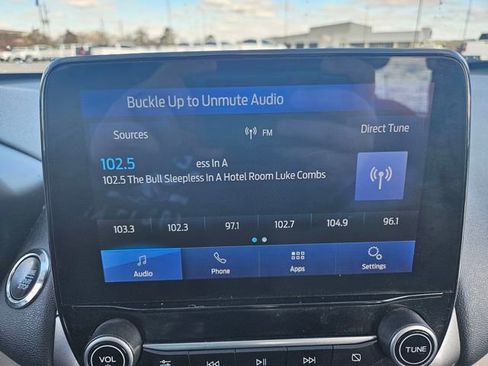 Buckle Up to Unmute Audio
Sources
FM
Direct Tune
102.5
ess In A
102.5 The Bull Sleepless In A Hotel Room Luke Combs
103.3 102.3 97.1 102.7 104.9 96.1
Audio Phone Apps Settings
VOL
TUNE